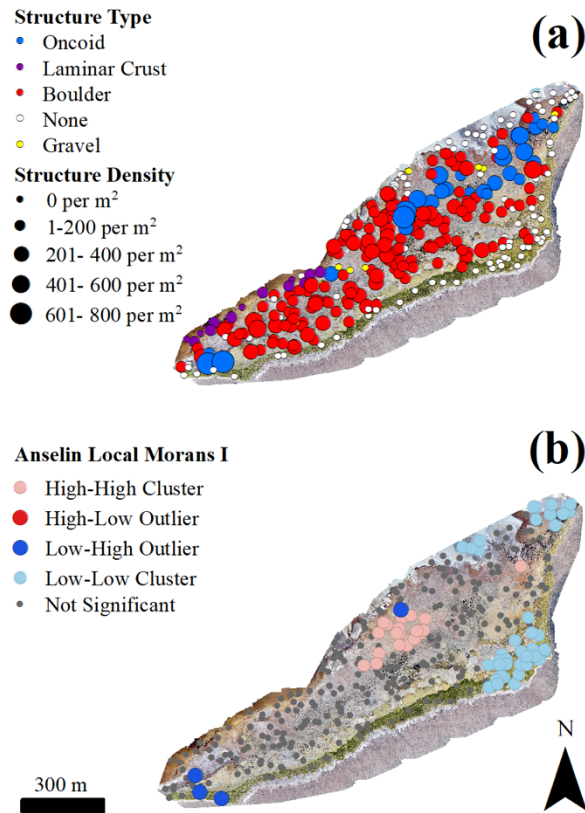 Structure Type
Oncoid
Laminar Crust
Boulder
None
Gravel
Structure Density
0 per m²
1-200 per m²
201- 400 per m²
401- 600 per m²
601- 800 per m²
(a)
Anselin Local Morans I
High-High Cluster
High-Low Outlier
Low-High Outlier
Low-Low Cluster
Not Significant
(b)
300 m
N